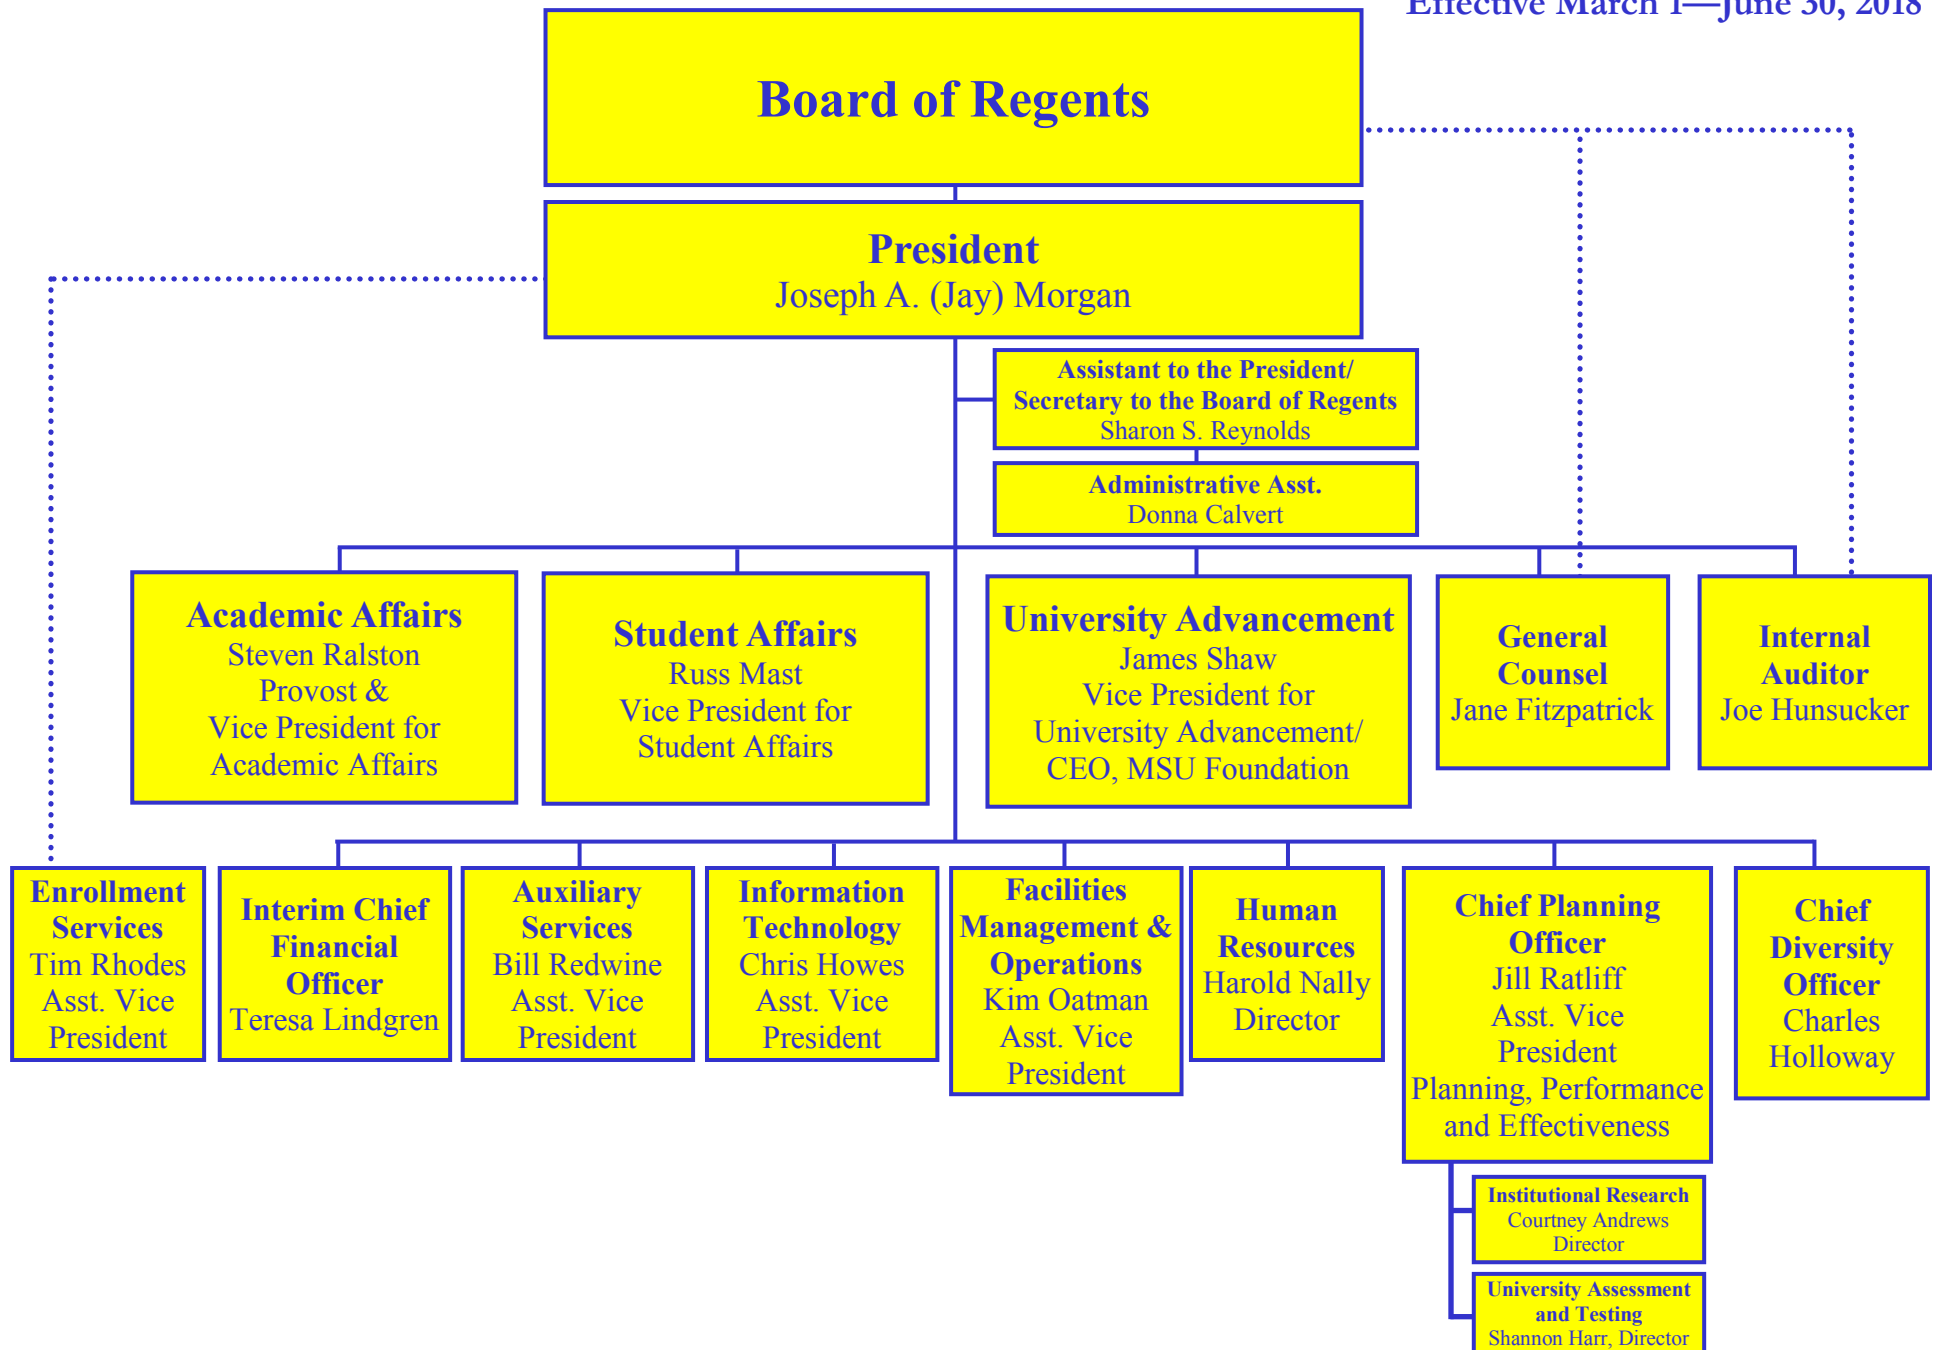 Effective March 1—June 30, 2018
Board of Regents
President
Joseph A. (Jay) Morgan
Assistant to the President/
Secretary to the Board of Regents
Sharon S. Reynolds
Administrative Asst.
Donna Calvert
Academic Affairs
Steven Ralston
Provost &
Vice President for
Academic Affairs
Student Affairs
Russ Mast
Vice President for
Student Affairs
University Advancement
James Shaw
Vice President for
University Advancement/
CEO, MSU Foundation
General
Counsel
Jane Fitzpatrick
Internal
Auditor
Joe Hunsucker
Enrollment
Services
Tim Rhodes
Asst. Vice
President
Interim Chief
Financial
Officer
Teresa Lindgren
Auxiliary
Services
Bill Redwine
Asst. Vice
President
Information
Technology
Chris Howes
Asst. Vice
President
Facilities
Management &
Operations
Kim Oatman
Asst. Vice
President
Human
Resources
Harold Nally
Director
Chief Planning
Officer
Jill Ratliff
Asst. Vice
President
Planning, Performance
and Effectiveness
Chief
Diversity
Officer
Charles
Holloway
Institutional Research
Courtney Andrews
Director
University Assessment
and Testing
Shannon Harr, Director